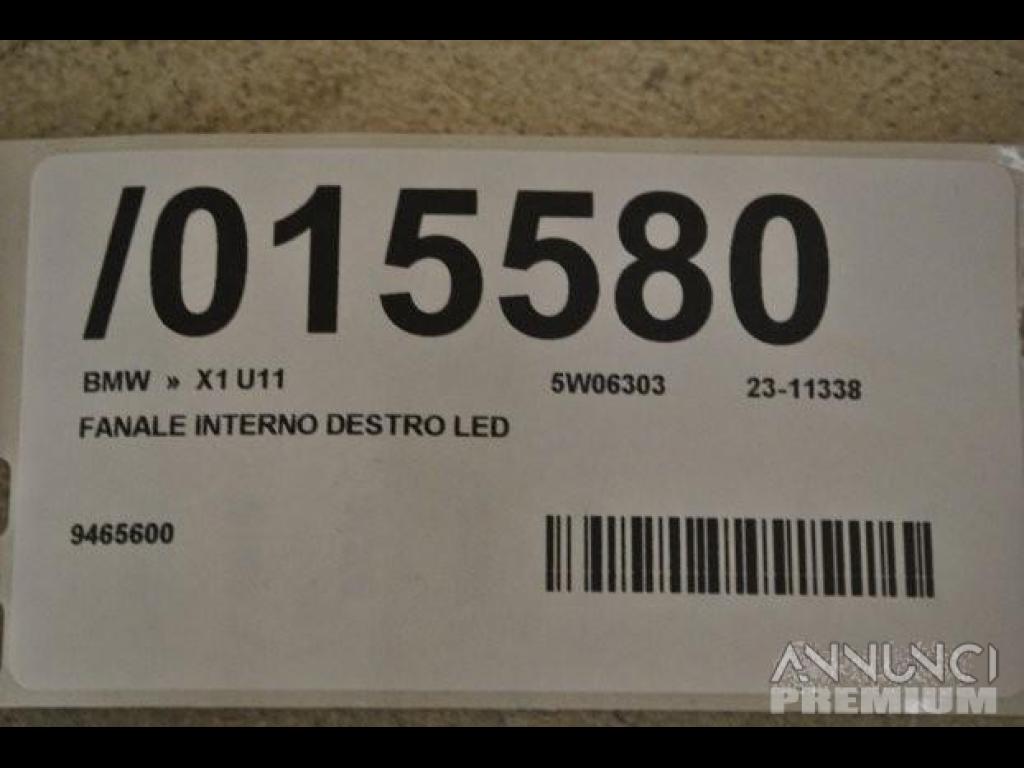 /015580
BMW » X1 U11 5W06303 23-11338
FANALE INTERNO DESTRO LED
9465600
ANNUNCI
PREMIUM